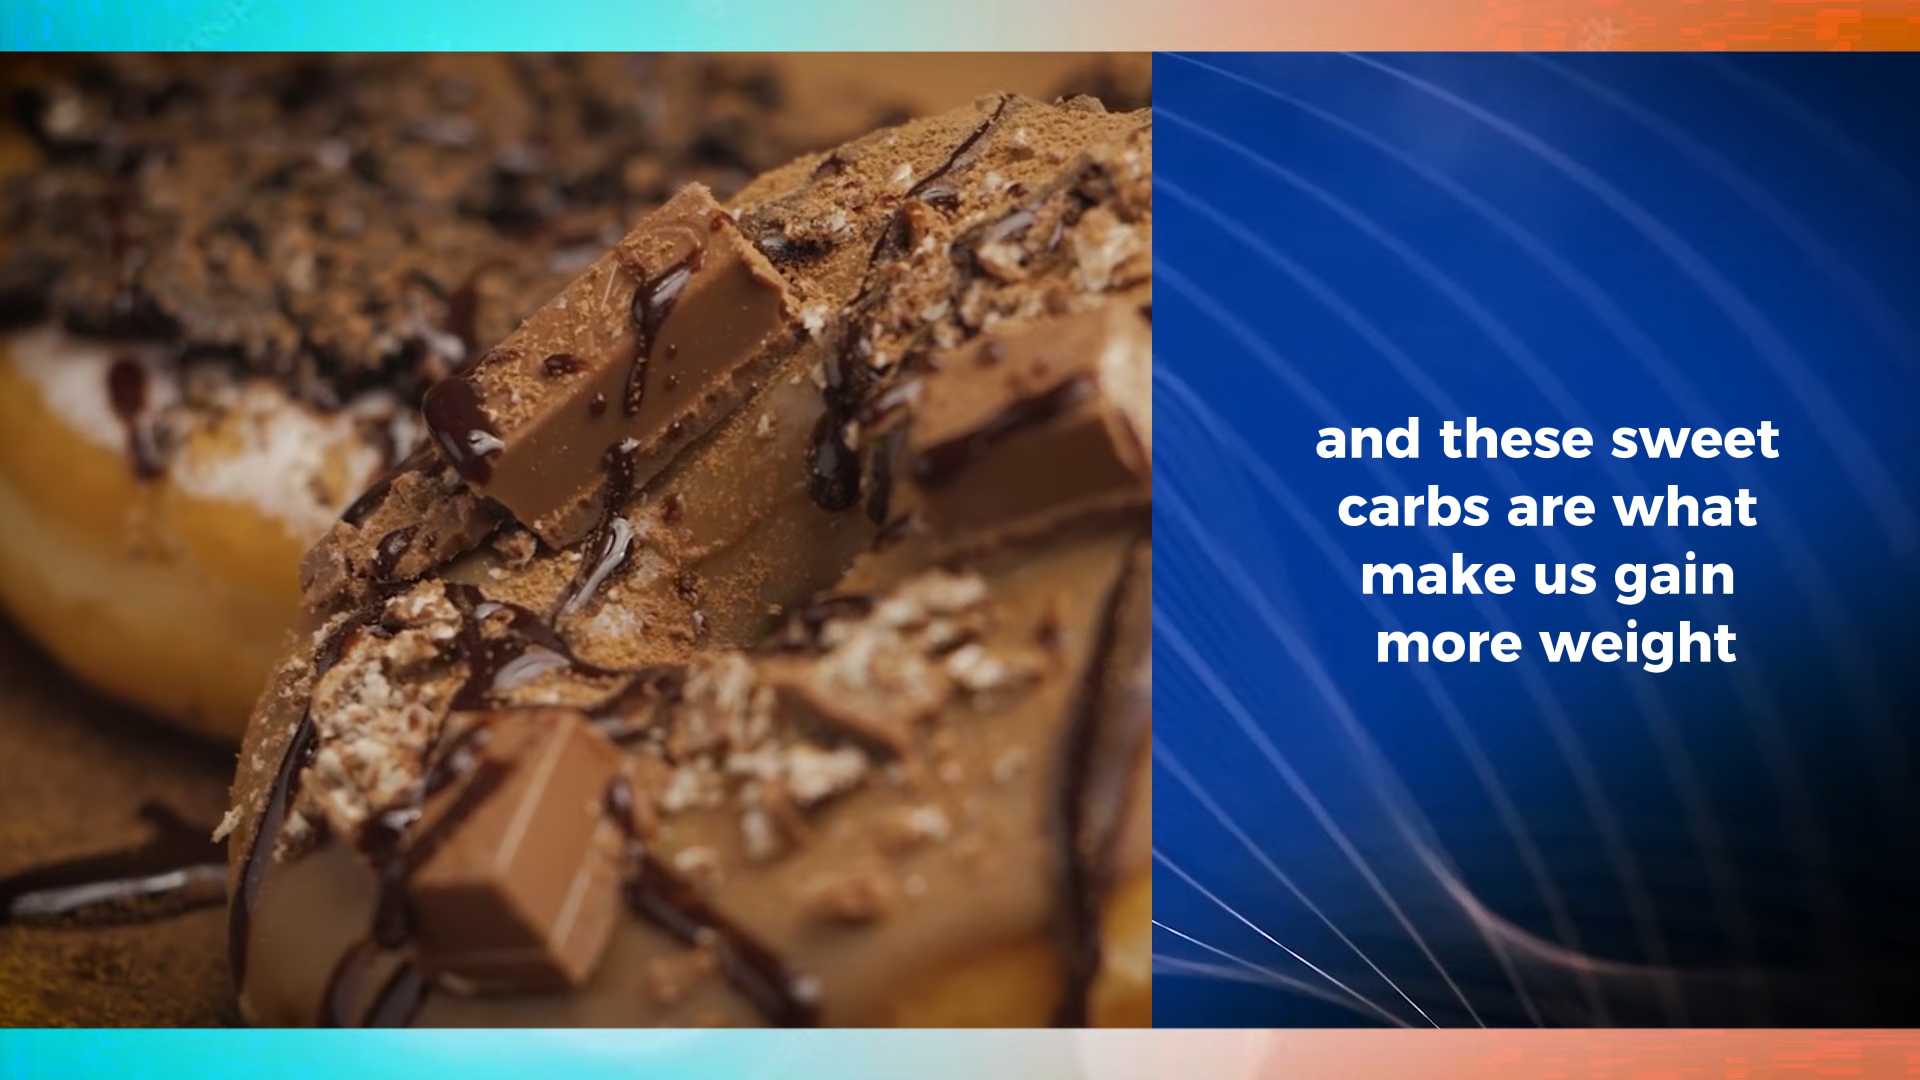 and these sweet
carbs are what
make us gain
more weight